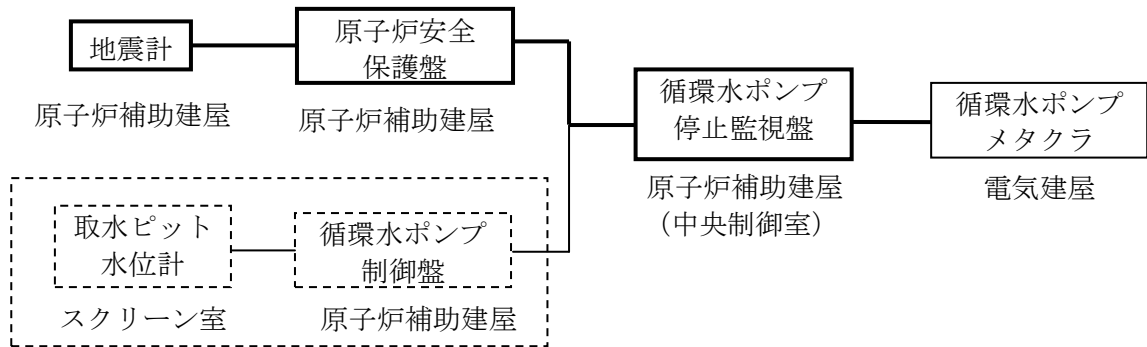 地震計
原子炉補助建屋
原子炉安全
保護盤
原子炉補助建屋
取水ピット
水位計
スクリーン室
循環水ポンプ
制御盤
原子炉補助建屋
循環水ポンプ
停止監視盤
原子炉補助建屋
（中央制御室）
循環水ポンプ
メタクラ
電気建屋